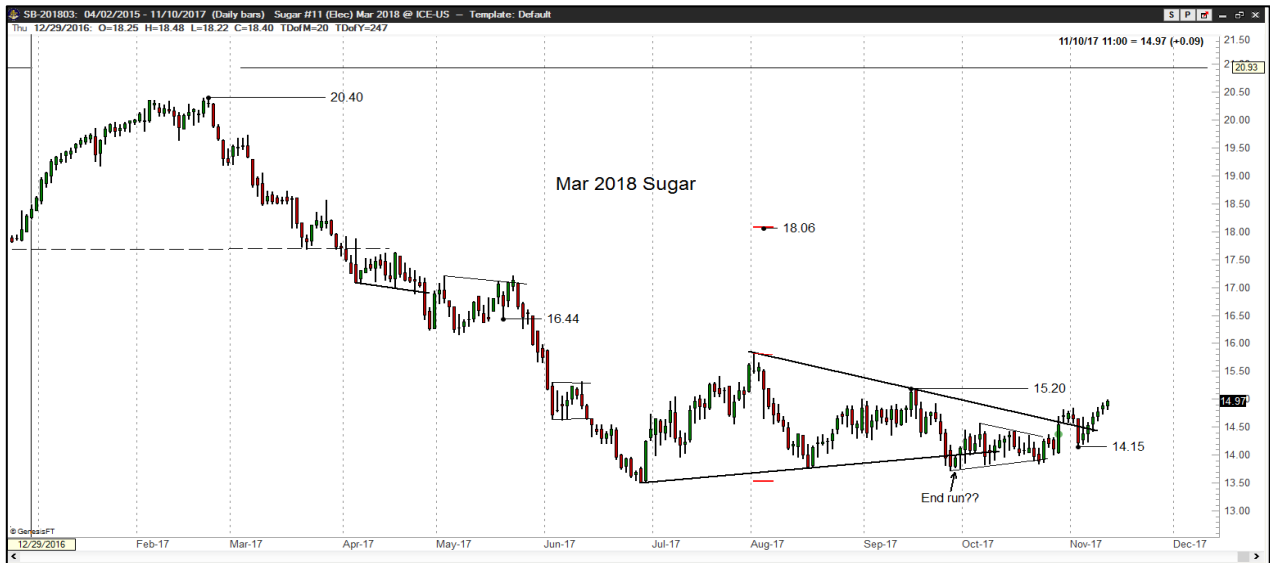 SB-201803: 04/02/2015 - 11/10/2017 (Daily bars) Sugar #11 (Elec) Mar 2018 @ ICE-US – Template: Default
S P
Thu 12/29/2016: O=18.25 H=18.48 L=18.22 C=18.40 TDofM=20 TDofY=247
11/10/17 11:00 = 14.97 (+0.09)
21.50
21.00
20.93
20.50
20.40
20.00
19.50
19.00
Mar 2018 Sugar
18.50
18.06
18.00
17.50
17.00
16.44
16.50
16.00
15.50
15.20
14.97
14.50
14.15
14.00
13.50
End run??
13.00
© GenesisFT
12/29/2016
Feb-17
Mar-17
Apr-17
May-17
Jun-17
Jul-17
Aug-17
Sep-17
Oct-17
Nov-17
Dec-17